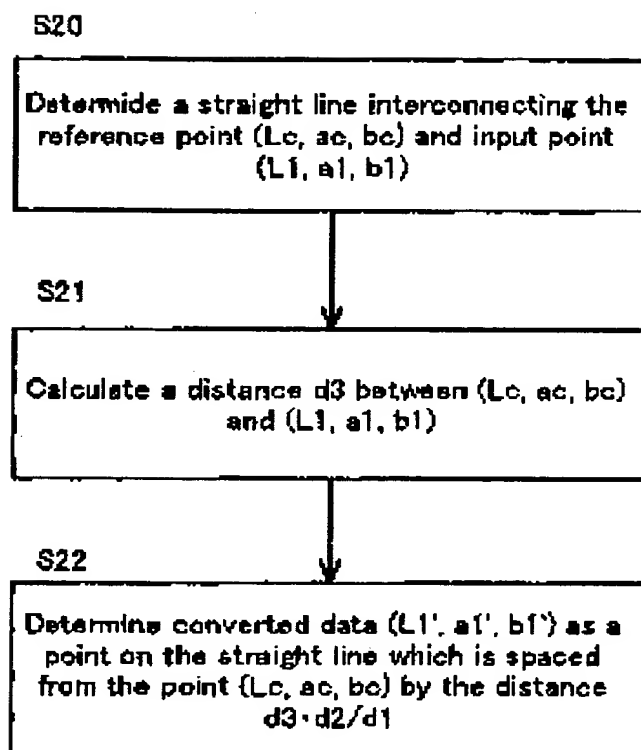 S20
Determide a straight line interconnecting the
reference point (Lc, ac, bc) and input point
(L1, a1, b1)
S21
Calculate a distance d3 between (Lc, ac, bc)
and (L1, a1, b1)
S22
Determine converted data (L1', a1', b1') as a
point on the straight line which is spaced
from the point (Lc, ac, bc) by the distance
d3·d2/d1